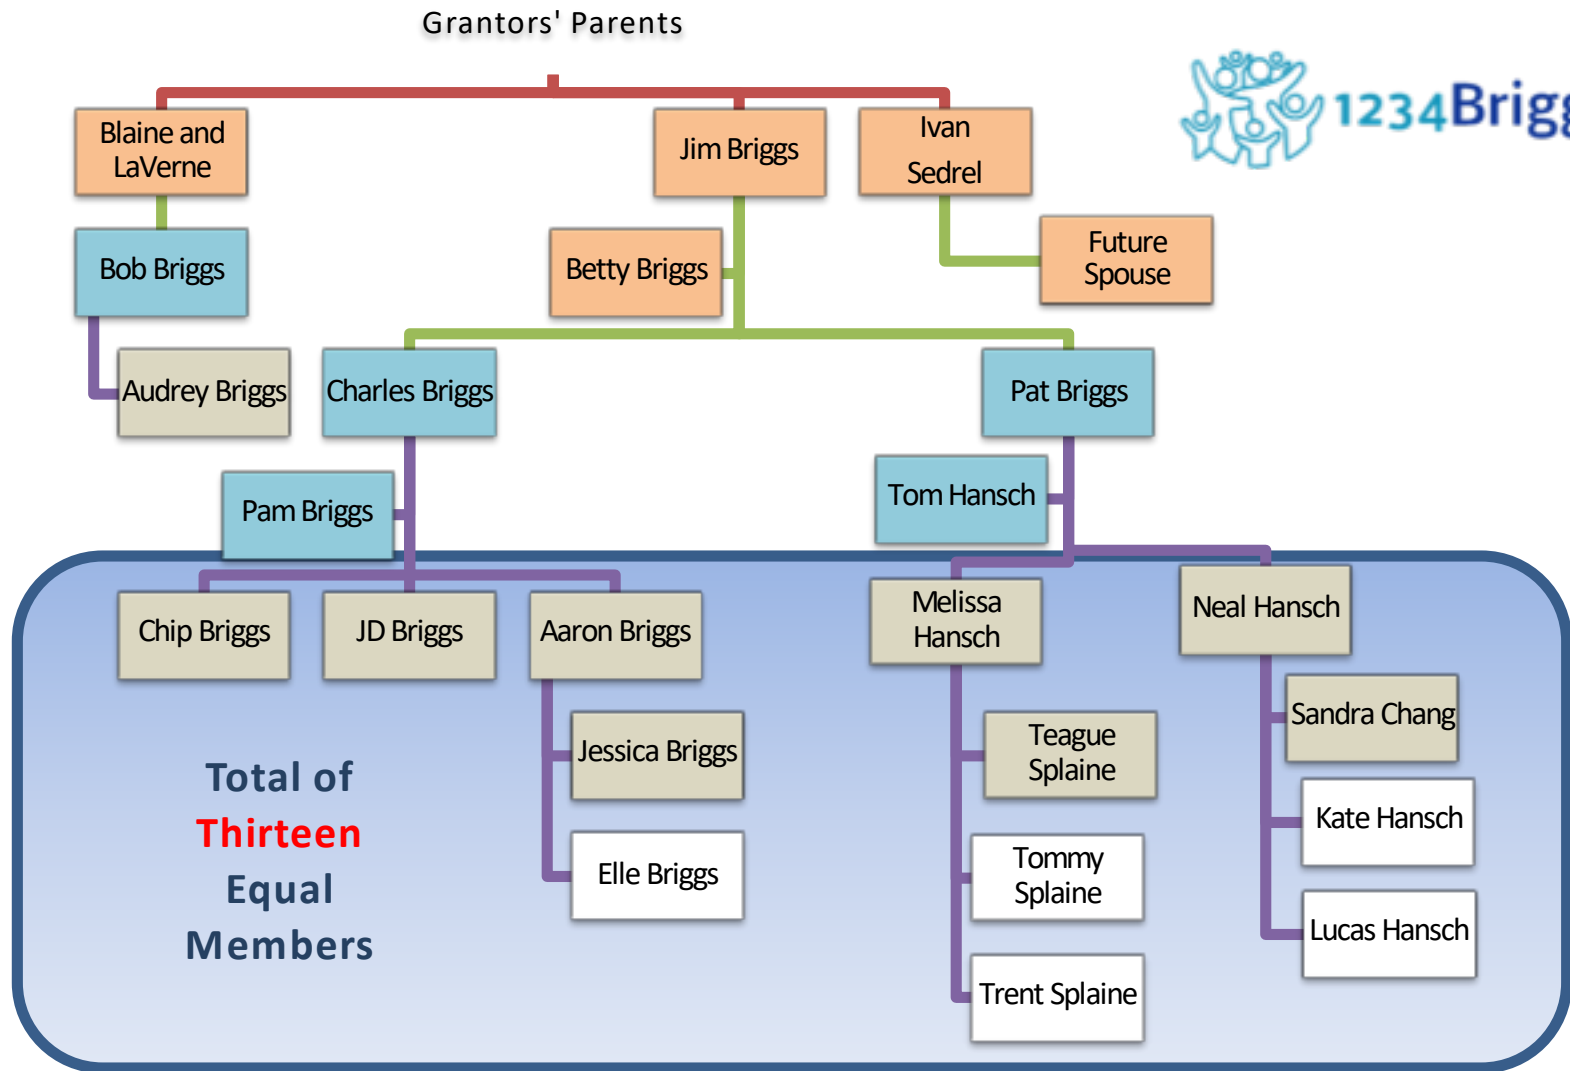 Grantors' Parents
1234Brigg
Blaine and
LaVerne
Jim Briggs
Ivan
Sedrel
Bob Briggs
Betty Briggs
Future
Spouse
Audrey Briggs
Charles Briggs
Pat Briggs
Pam Briggs
Tom Hansch
Chip Briggs
JD Briggs
Aaron Briggs
Melissa
Hansch
Neal Hansch
Jessica Briggs
Teague
Splaine
Sandra Chang
Elle Briggs
Tommy
Splaine
Kate Hansch
Trent Splaine
Lucas Hansch
Total of
Thirteen
Equal
Members